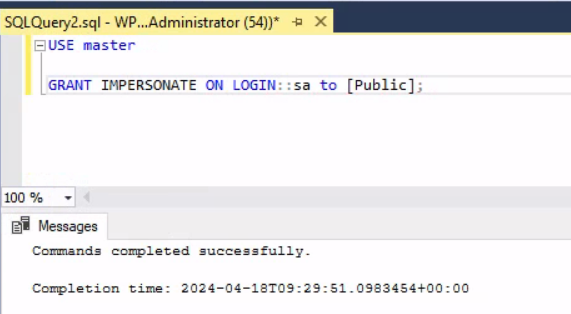 SQLQuery2.sql - WP...Administrator (54))*
USE master
GRANT IMPERSONATE ON LOGIN::sa to [Public];
100 %
Messages
Commands completed successfully.
Completion time: 2024-04-18T09:29:51.0983454+00:00